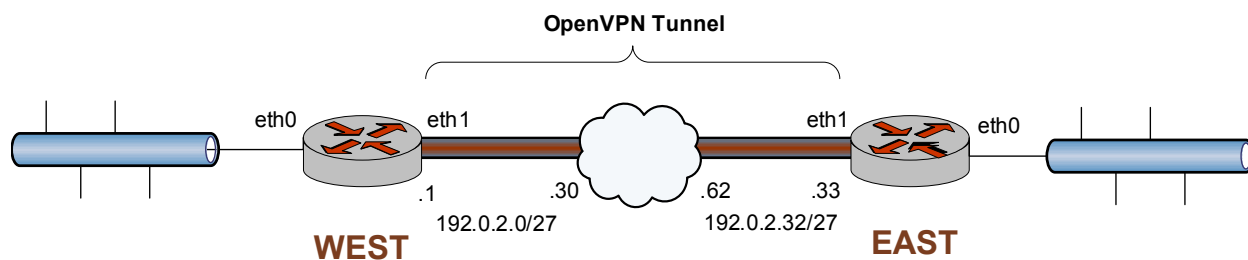 OpenVPN Tunnel
eth0
eth1
eth1
eth0
.1
.30
.62
.33
192.0.2.0/27
192.0.2.32/27
WEST
EAST